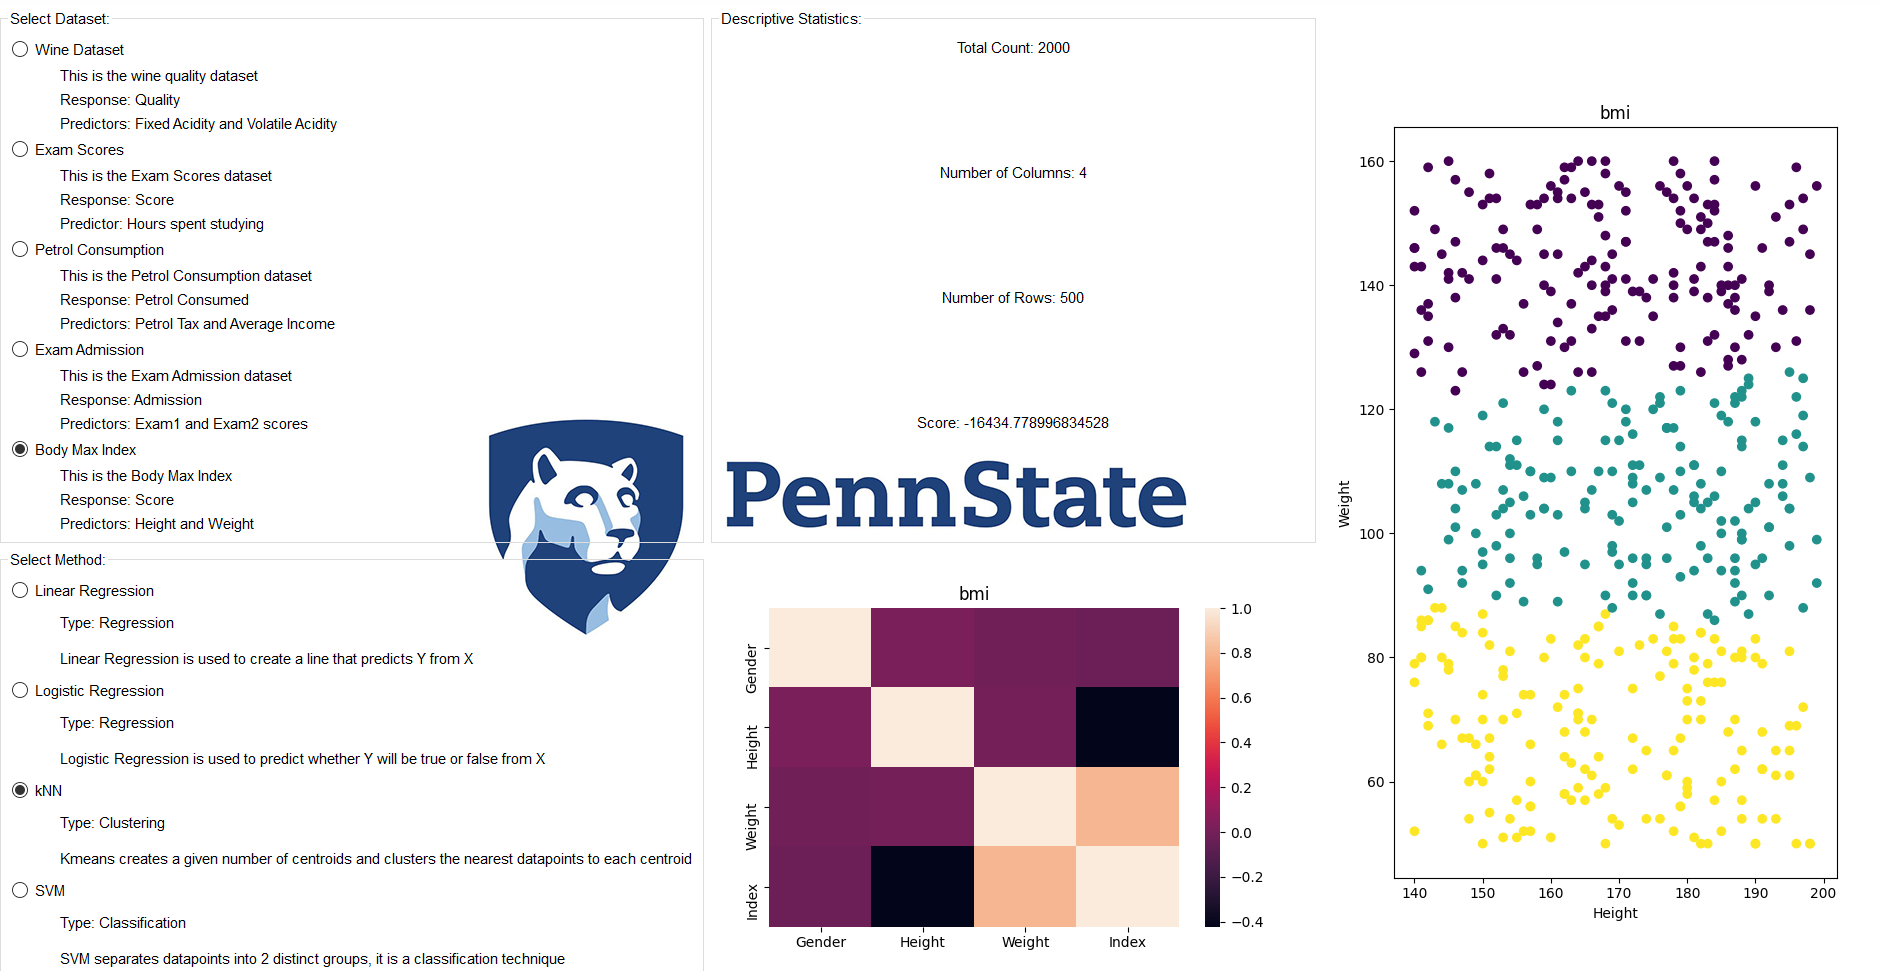 Select Dataset:
Wine Dataset
This is the wine quality dataset
Response: Quality
Predictors: Fixed Acidity and Volatile Acidity
Exam Scores
This is the Exam Scores dataset
Response: Score
Predictor: Hours spent studying
Petrol Consumption
This is the Petrol Consumption dataset
Response: Petrol Consumed
Predictors: Petrol Tax and Average Income
Exam Admission
This is the Exam Admission dataset
Response: Admission
Predictors: Exam1 and Exam2 scores
Body Max Index
This is the Body Max Index
Response: Score
Predictors: Height and Weight
Select Method:
Linear Regression
Type: Regression
Linear Regression is used to create a line that predicts Y from X
Logistic Regression
Type: Regression
Logistic Regression is used to predict whether Y will be true or false from X
kNN
Type: Clustering
Kmeans creates a given number of centroids and clusters the nearest datapoints to each centroid
SVM
Type: Classification
SVM separates datapoints into 2 distinct groups, it is a classification technique
Descriptive Statistics:
Total Count: 2000
Number of Columns: 4
Number of Rows: 500
Score: -16434.778996834528
PennState
bmi
Gender
Height
Weight
Index
Gender Height Weight Index
1.0
0.8
0.6
0.4
0.2
0.0
−0.2
−0.4
bmi
Weight
160
140
120
100
80
60
140 150 160 170 180 190 200
Height